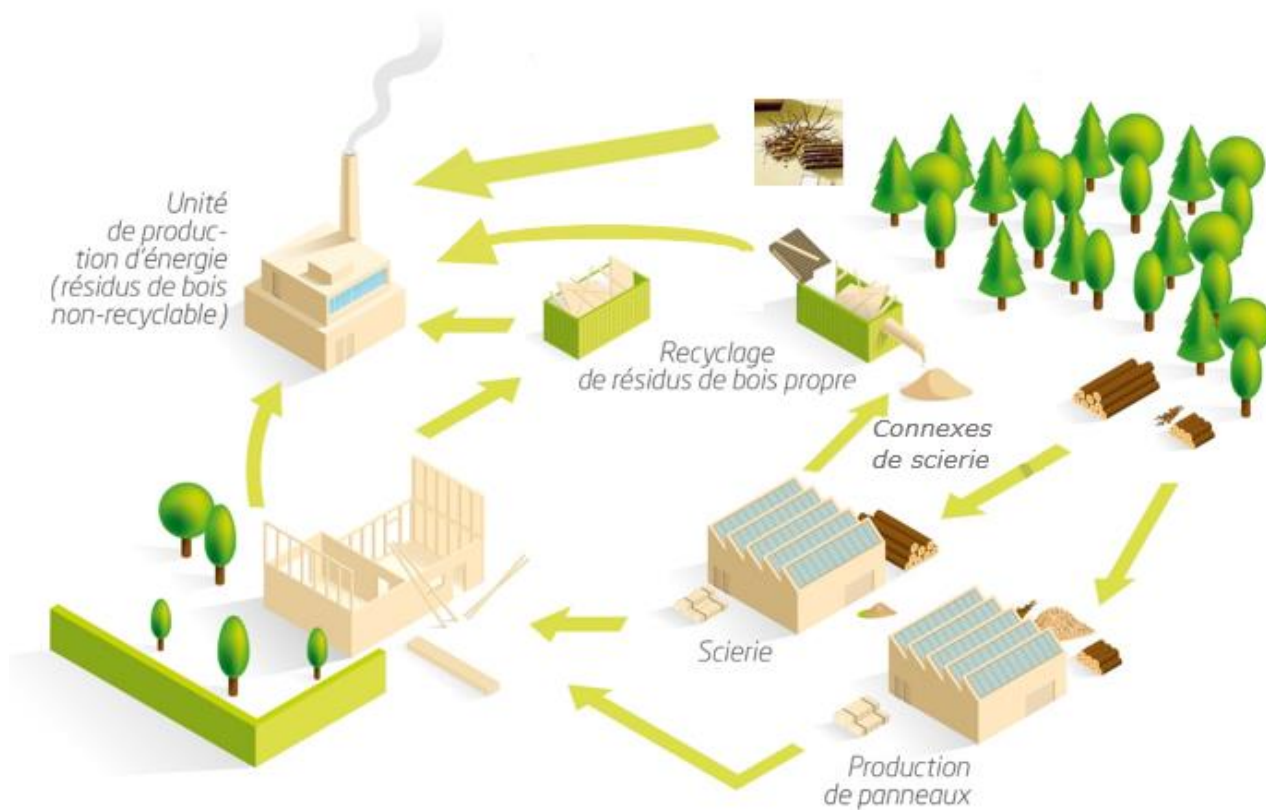 Unité
de produc-
tion d'énergie
(résidus de bois
non-recyclable)
Recyclage
de résidus de bois propre
Connexes
de scierie
Scierie
Production
de panneaux